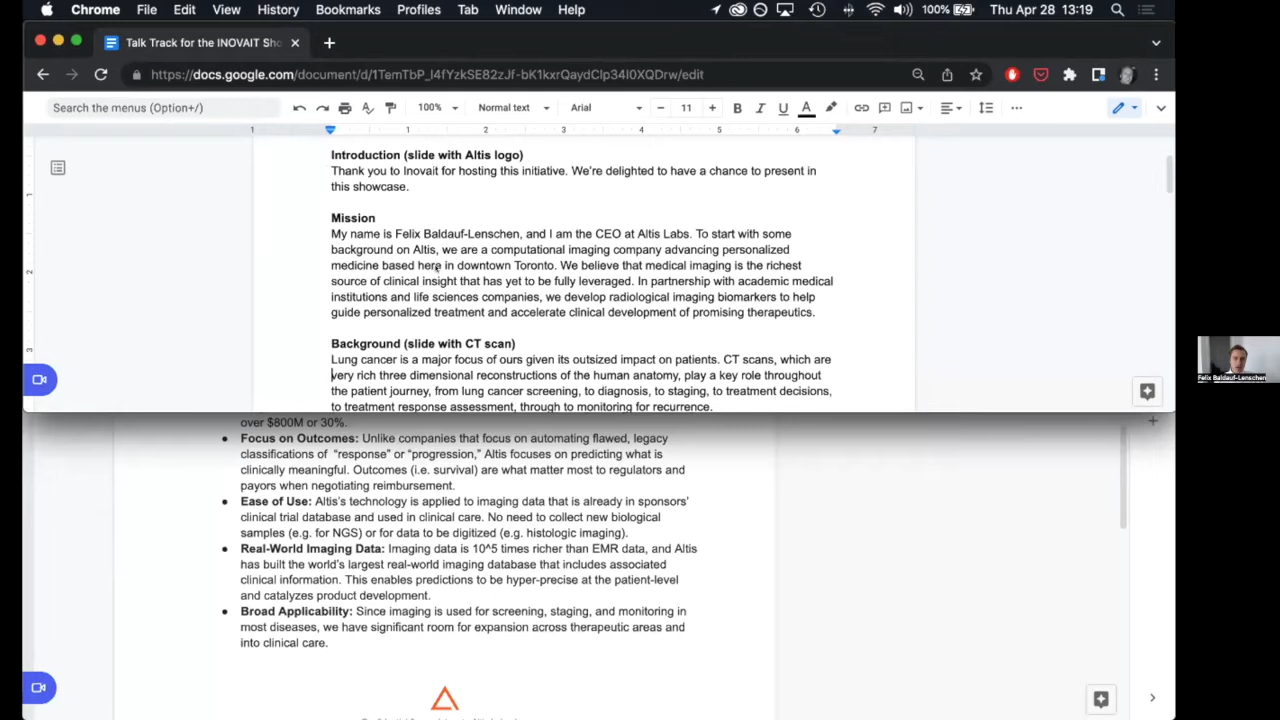 Chrome File Edit View History Bookmarks Profiles Tab Window Help 100% Thu Apr 28 13:19
Talk Track for the INOVAIT Sho
https://docs.google.com/document/d/1TemTbP_l4fYzkSE82zJf-bK1kxrQaydClp34I0XQDrw/edit
Search the menus (Option+/) 100% Normal text Arial 11
1 1 2 3 4 5 6 7
Introduction (slide with Altis logo)
Thank you to Inovait for hosting this initiative. We're delighted to have a chance to present in
this showcase.
Mission
My name is Felix Baldauf-Lenschen, and I am the CEO at Altis Labs. To start with some
background on Altis, we are a computational imaging company advancing personalized
medicine based here in downtown Toronto. We believe that medical imaging is the richest
source of clinical insight that has yet to be fully leveraged. In partnership with academic medical
institutions and life sciences companies, we develop radiological imaging biomarkers to help
guide personalized treatment and accelerate clinical development of promising therapeutics.
Background (slide with CT scan)
Lung cancer is a major focus of ours given its outsized impact on patients. CT scans, which are
very rich three dimensional reconstructions of the human anatomy, play a key role throughout
the patient journey, from lung cancer screening, to diagnosis, to staging, to treatment decisions,
to treatment response assessment, through to monitoring for recurrence.
over $800M or 30%.
• Focus on Outcomes: Unlike companies that focus on automating flawed, legacy
classifications of “response” or “progression,” Altis focuses on predicting what is
clinically meaningful. Outcomes (i.e. survival) are what matter most to regulators and
payors when negotiating reimbursement.
• Ease of Use: Altis's technology is applied to imaging data that is already in sponsors'
clinical trial database and used in clinical care. No need to collect new biological
samples (e.g. for NGS) or for data to be digitized (e.g. histologic imaging).
• Real-World Imaging Data: Imaging data is 10^5 times richer than EMR data, and Altis
has built the world's largest real-world imaging database that includes associated
clinical information. This enables predictions to be hyper-precise at the patient-level
and catalyzes product development.
• Broad Applicability: Since imaging is used for screening, staging, and monitoring in
most diseases, we have significant room for expansion across therapeutic areas and
into clinical care.
Felix Baldauf-Lenschen